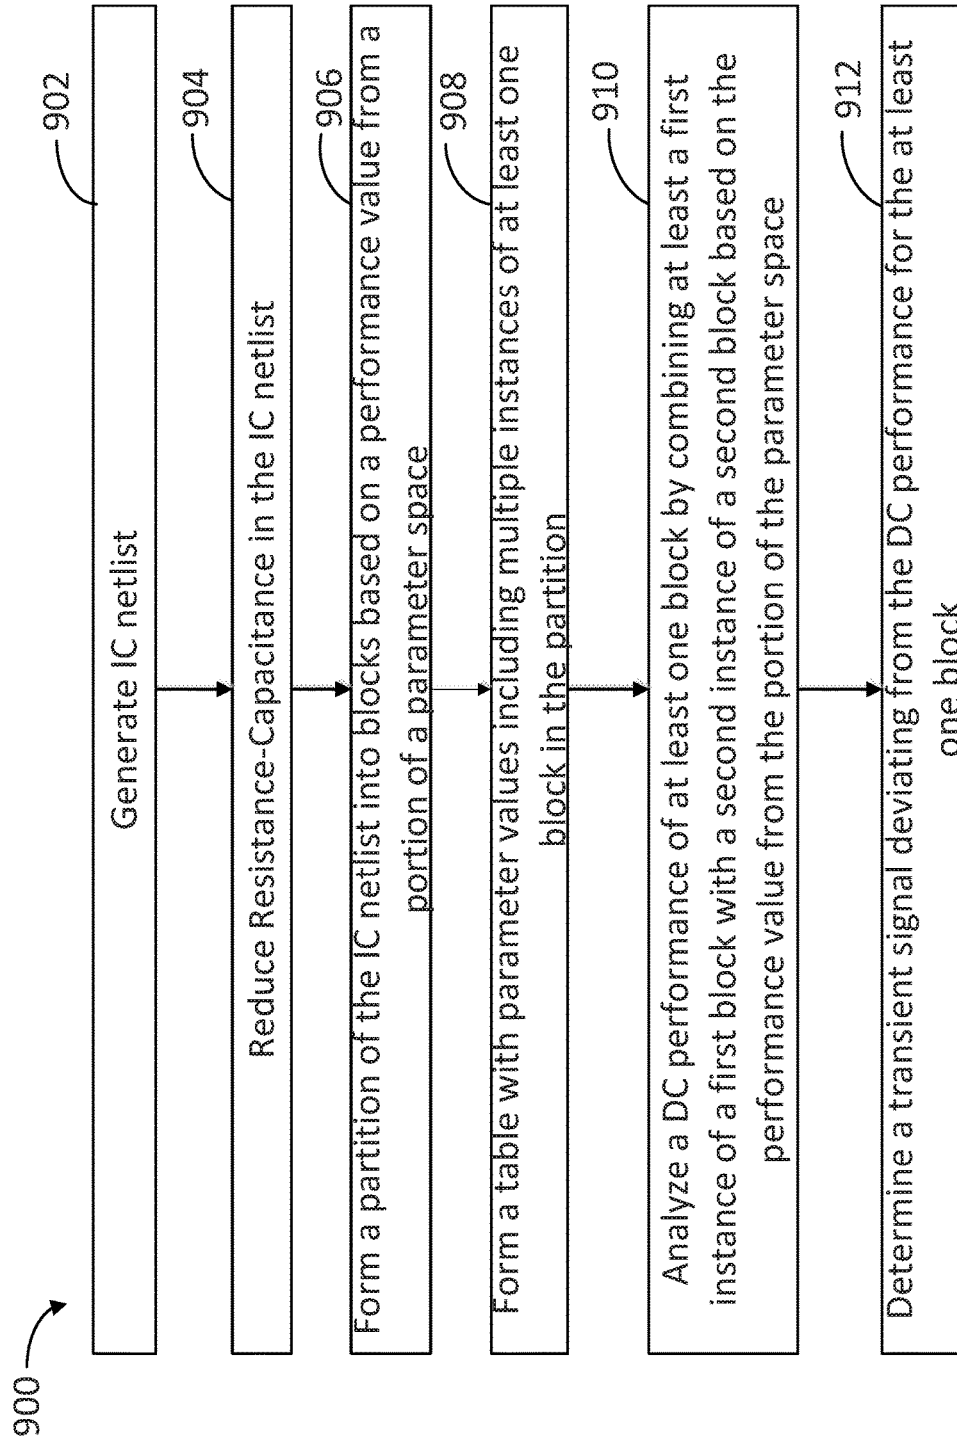 900
902
Generate IC netlist
904
Reduce Resistance-Capacitance in the IC netlist
906
Form a partition of the IC netlist into blocks based on a performance value from a
portion of a parameter space
908
Form a table with parameter values including multiple instances of at least one
block in the partition
910
Analyze a DC performance of at least one block by combining at least a first
instance of a first block with a second instance of a second block based on the
performance value from the portion of the parameter space
912
Determine a transient signal deviating from the DC performance for the at least
one block